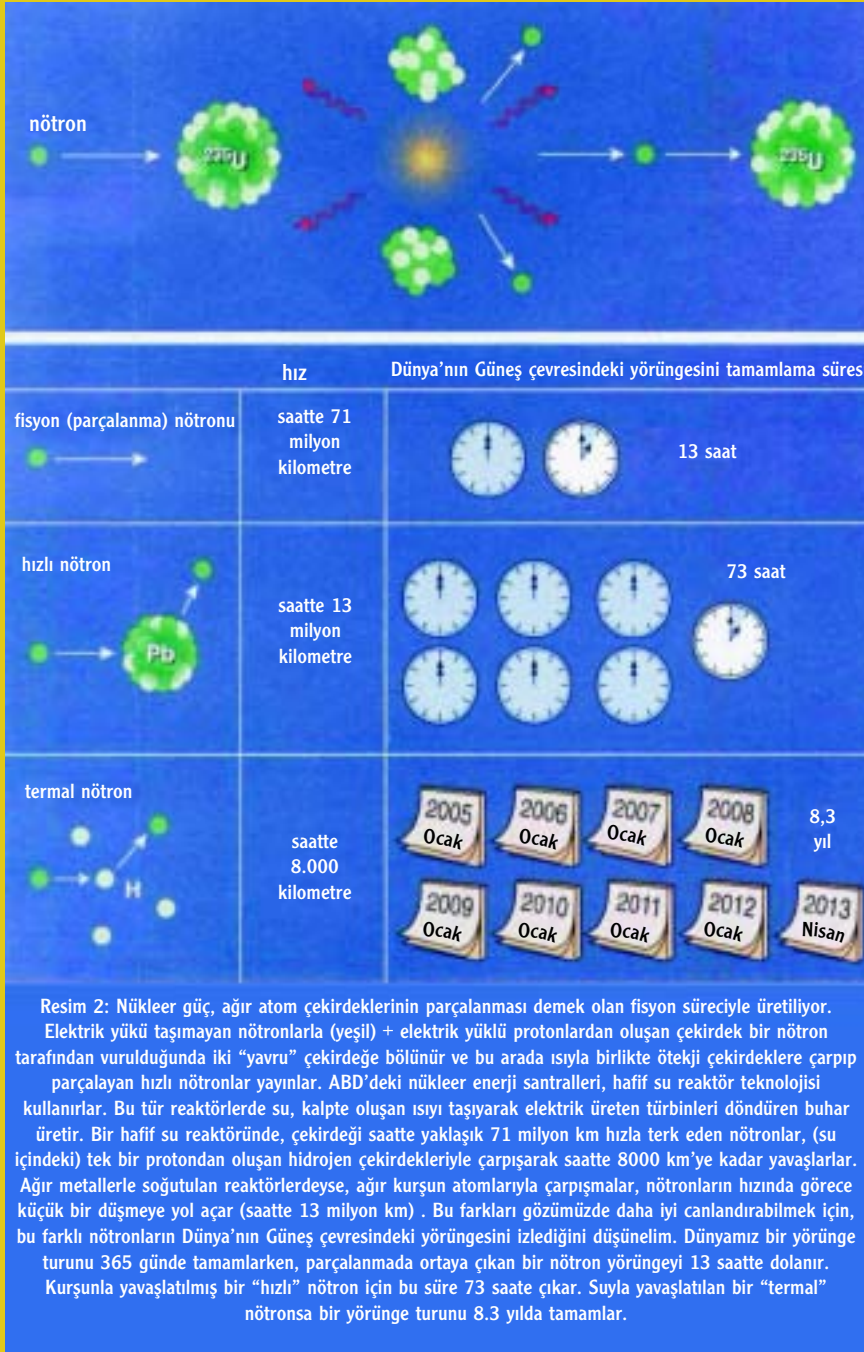 nötron
235U
235U
hız
Dünya'nın Güneş çevresindeki yörüngesini tamamlama süres
fisyon (parçalanma) nötronu
saatte 71
milyon
kilometre
13 saat
hızlı nötron
Pb
saatte 13
milyon
kilometre
73 saat
termal nötron
H
saatte
8.000
kilometre
2005
Ocak
2006
Ocak
2007
Ocak
2008
Ocak
8,3
yıl
2009
Ocak
2010
Ocak
2011
Ocak
2012
Ocak
2013
Nisan
Resim 2: Nükleer güç, ağır atom çekirdeklerinin parçalanması demek olan fisyon süreciyle üretiliyor.
Elektrik yükü taşımayan nötronlarla (yeşil) + elektrik yüklü protonlardan oluşan çekirdek bir nötron
tarafından vurulduğunda iki “yavru” çekirdeğe bölünür ve bu arada ısıyla birlikte ötekji çekirdeklere çarpıp
parçalayan hızlı nötronlar yayınlar. ABD'deki nükleer enerji santralleri, hafif su reaktör teknolojisi
kullanırlar. Bu tür reaktörlerde su, kalpte oluşan ısıyı taşıyarak elektrik üreten türbinleri döndüren buhar
üretir. Bir hafif su reaktöründe, çekirdeği saatte yaklaşık 71 milyon km hızla terk eden nötronlar, (su
içindeki) tek bir protondan oluşan hidrojen çekirdekleriyle çarpışarak saatte 8000 km'ye kadar yavaşlarlar.
Ağır metallerle soğutulan reaktörlerdeyse, ağır kurşun atomlarıyla çarpışmalar, nötronların hızında görece
küçük bir düşmeye yol açar (saatte 13 milyon km) . Bu farkları gözümüzde daha iyi canlandırabilmek için,
bu farklı nötronların Dünya'nın Güneş çevresindeki yörüngesini izlediğini düşünelim. Dünyamız bir yörünge
turunu 365 günde tamamlarken, parçalanmada ortaya çıkan bir nötron yörüngeyi 13 saatte dolanır.
Kurşunla yavaşlatılmış bir “hızlı” nötron için bu süre 73 saate çıkar. Suyla yavaşlatılan bir “termal”
nötronsa bir yörünge turunu 8.3 yılda tamamlar.